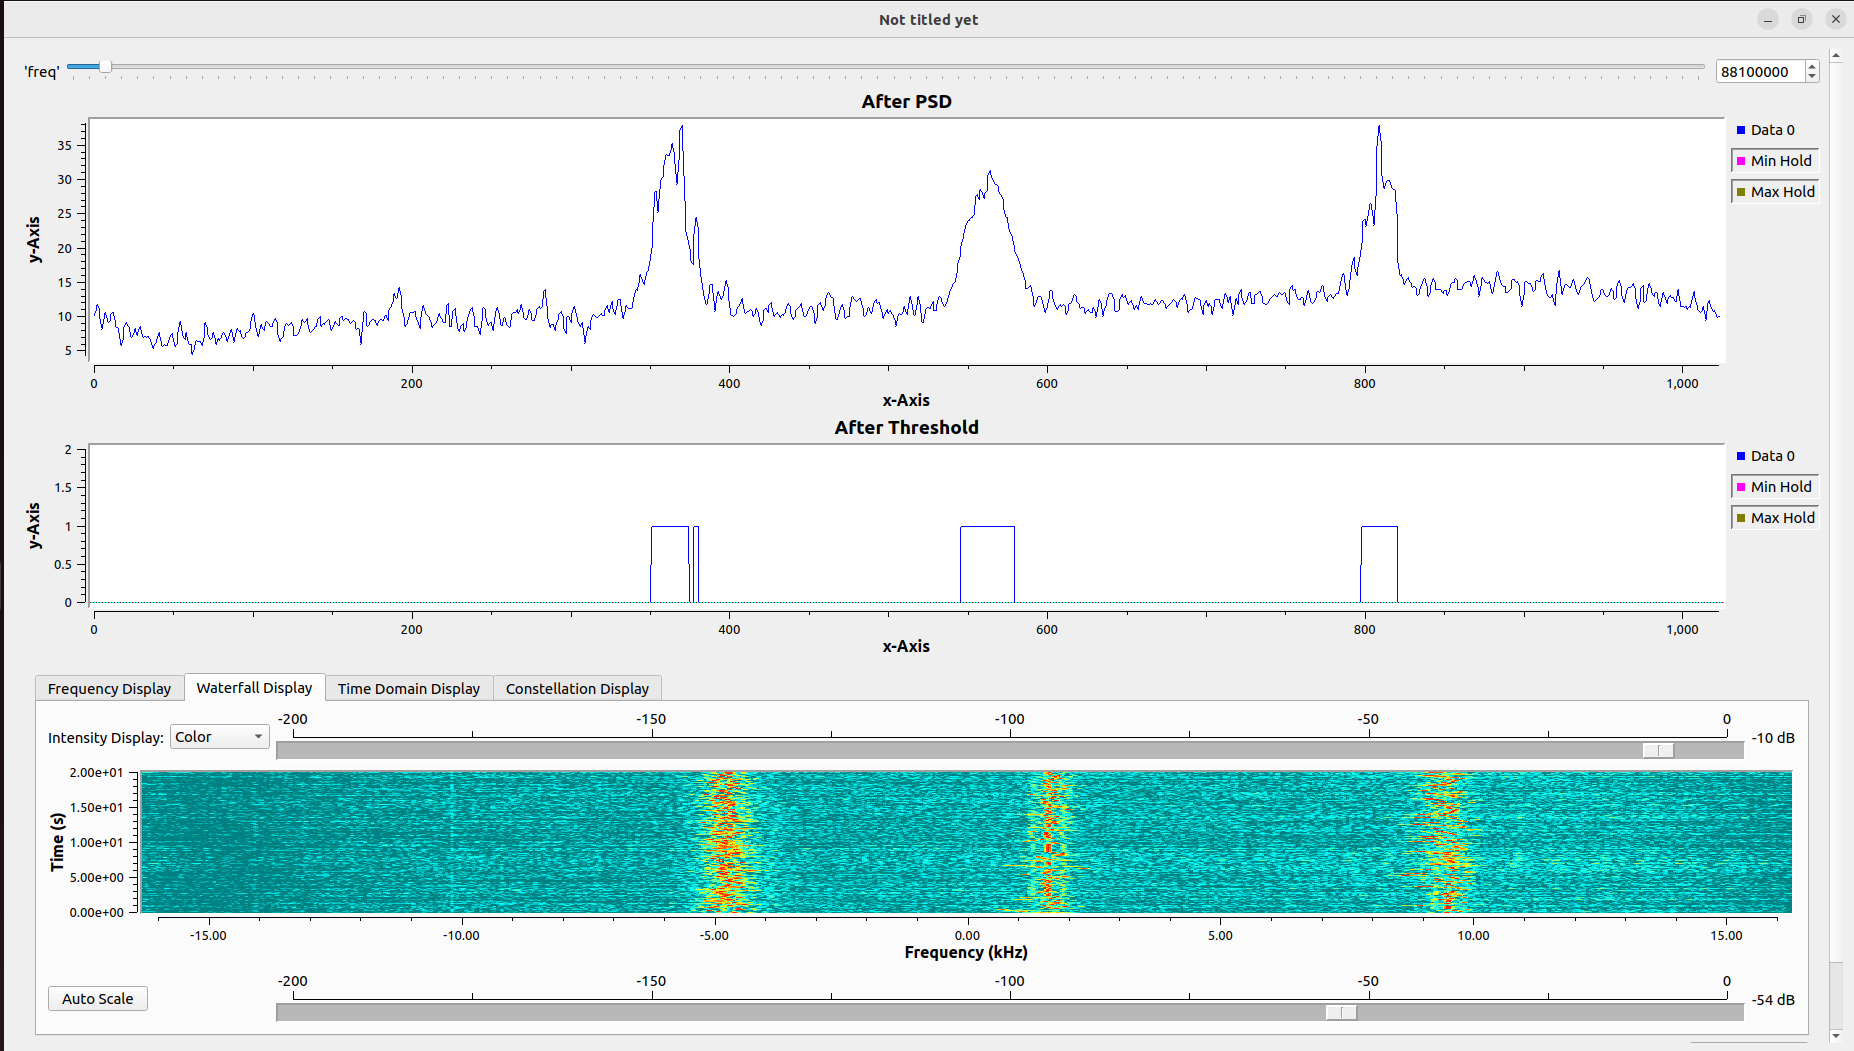 Not titled yet
'freq' 88100000
After PSD
Data 0
Min Hold
Max Hold
y-Axis
35
30
25
20
15
10
5
0 200 400 600 800 1,000
x-Axis
After Threshold
Data 0
Min Hold
Max Hold
y-Axis
2
1.5
1
0.5
0
0 200 400 600 800 1,000
x-Axis
Frequency Display Waterfall Display Time Domain Display Constellation Display
-200 -150 -100 -50 0
Intensity Display: Color -10 dB
Time (s)
2.00e+01
1.50e+01
1.00e+01
5.00e+00
0.00e+00
-15.00 -10.00 -5.00 0.00 5.00 10.00 15.00
Frequency (kHz)
-200 -150 -100 -50 0
Auto Scale -54 dB